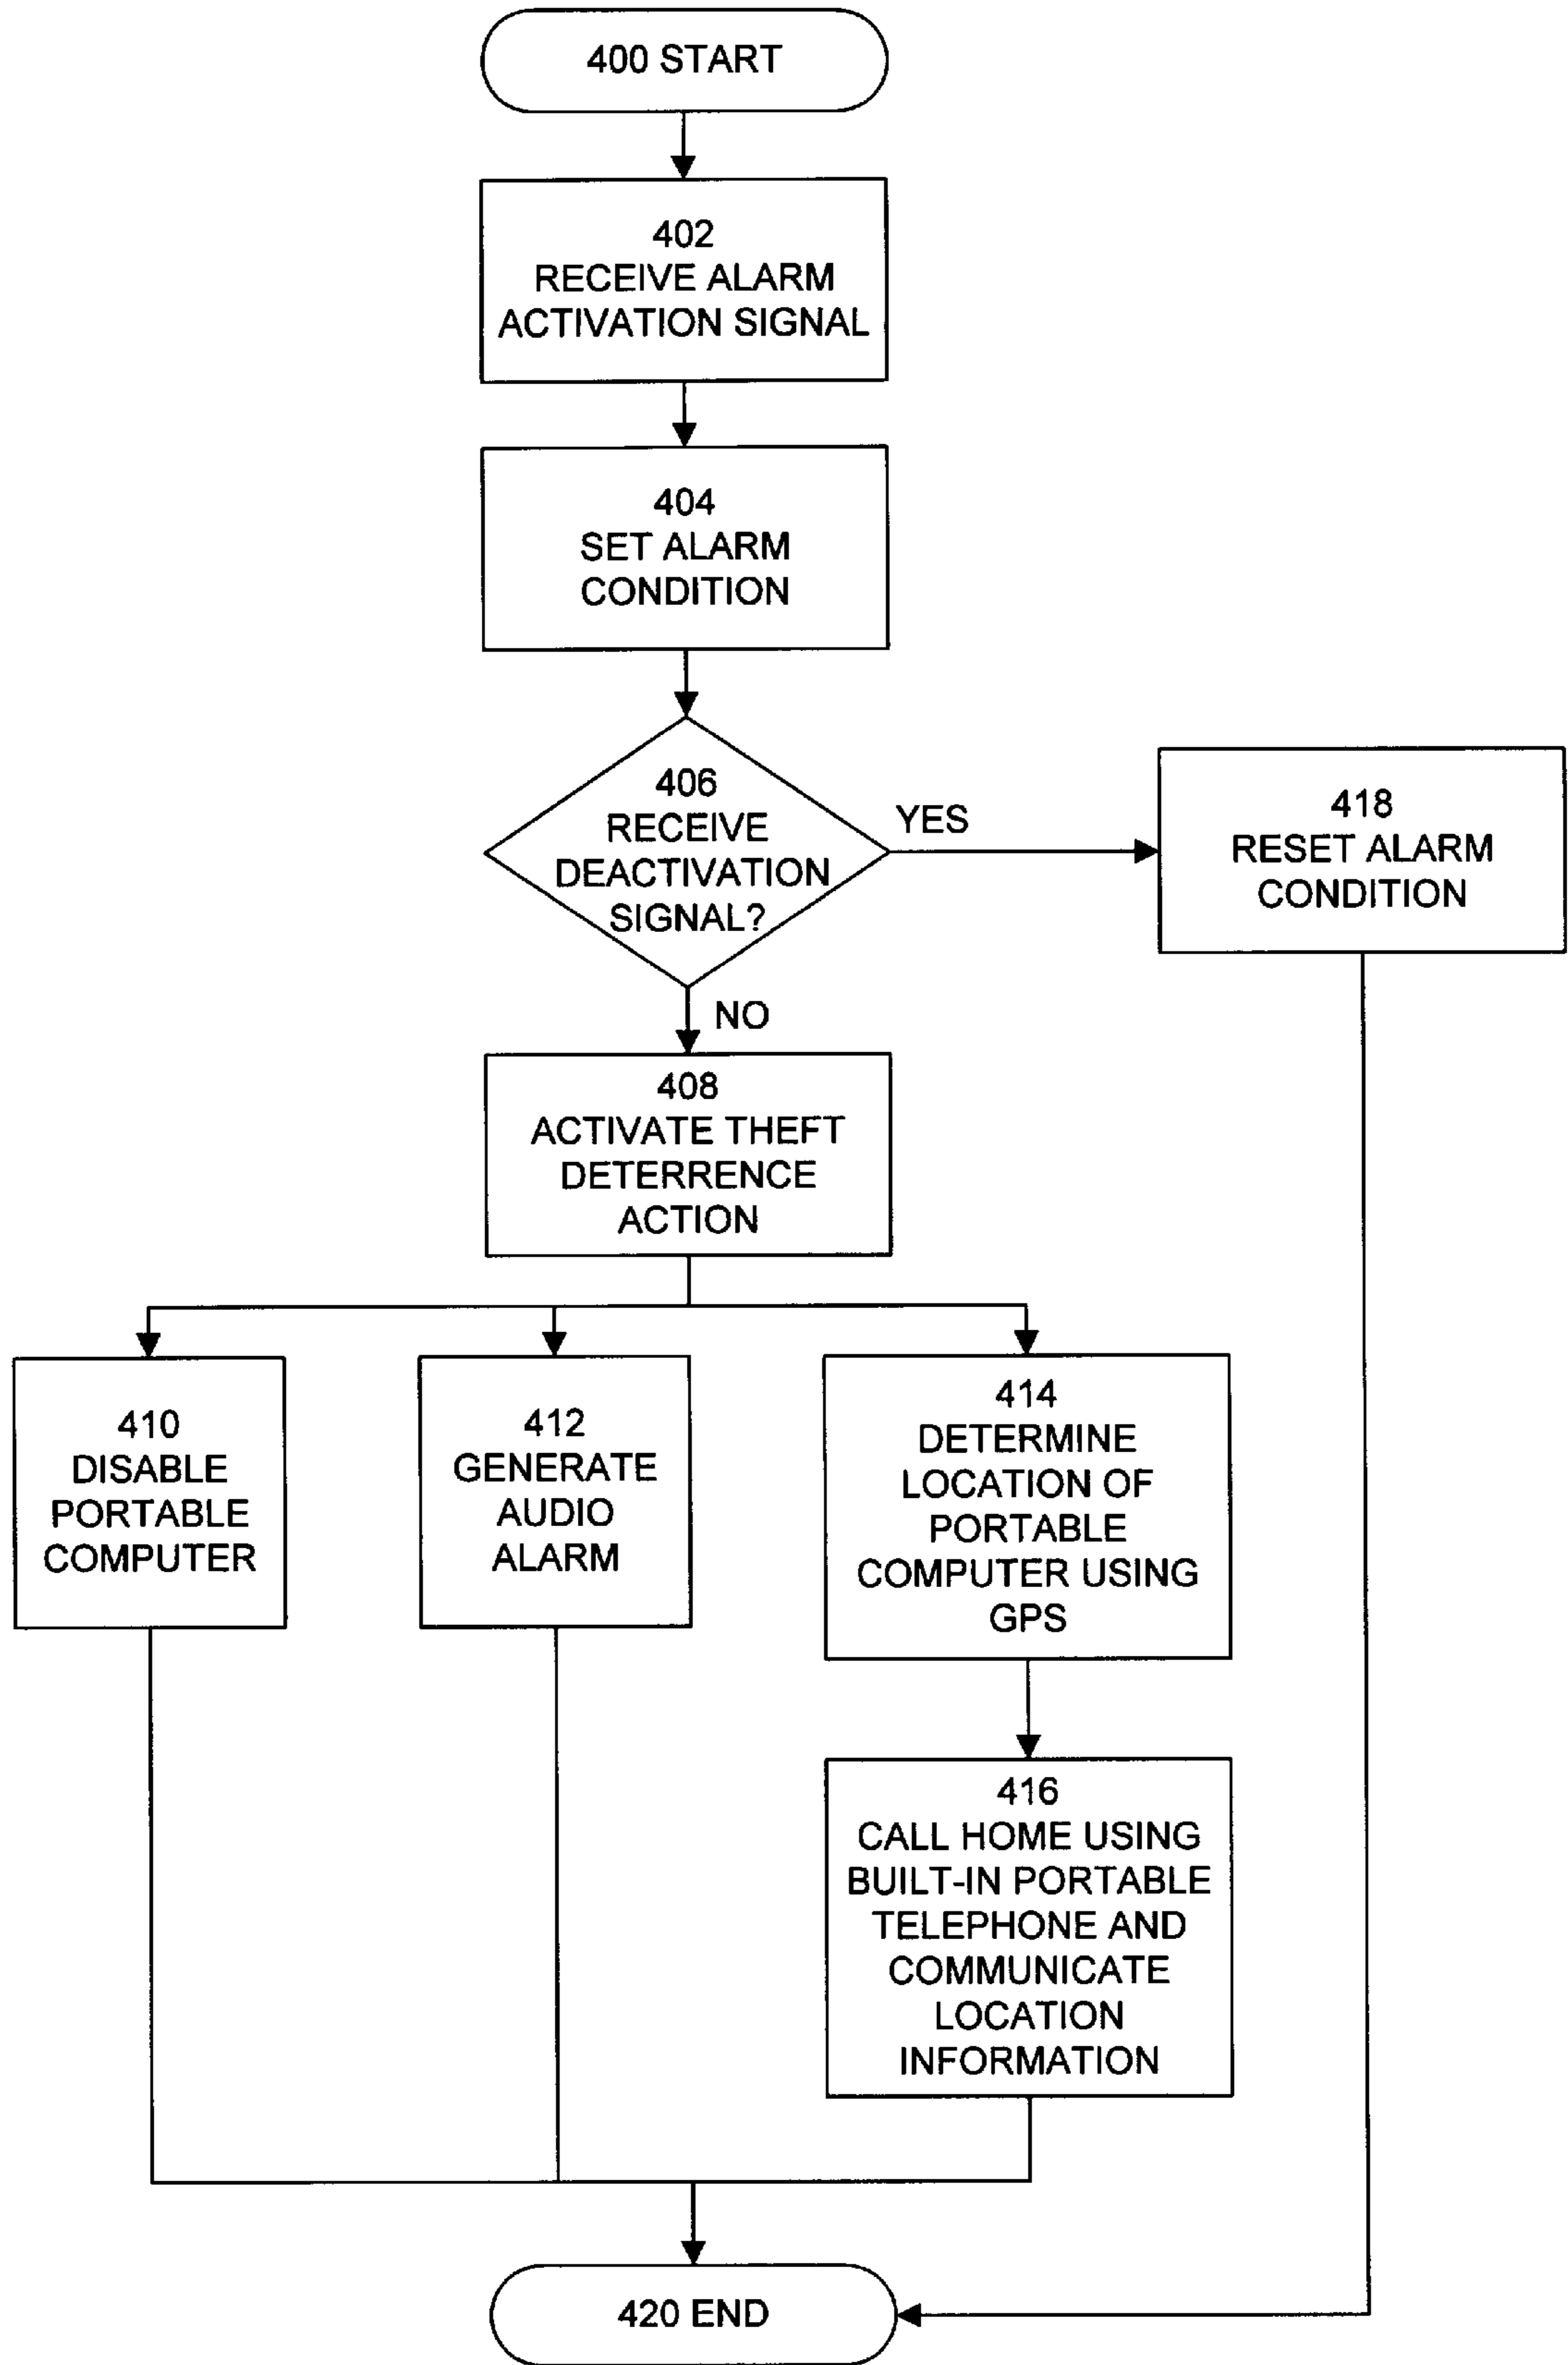 400 START
402
RECEIVE ALARM
ACTIVATION SIGNAL
404
SET ALARM
CONDITION
406
RECEIVE
DEACTIVATION
SIGNAL?
YES
418
RESET ALARM
CONDITION
NO
408
ACTIVATE THEFT
DETERRENCE
ACTION
410
DISABLE
PORTABLE
COMPUTER
412
GENERATE
AUDIO
ALARM
414
DETERMINE
LOCATION OF
PORTABLE
COMPUTER USING
GPS
416
CALL HOME USING
BUILT-IN PORTABLE
TELEPHONE AND
COMMUNICATE
LOCATION
INFORMATION
420 END